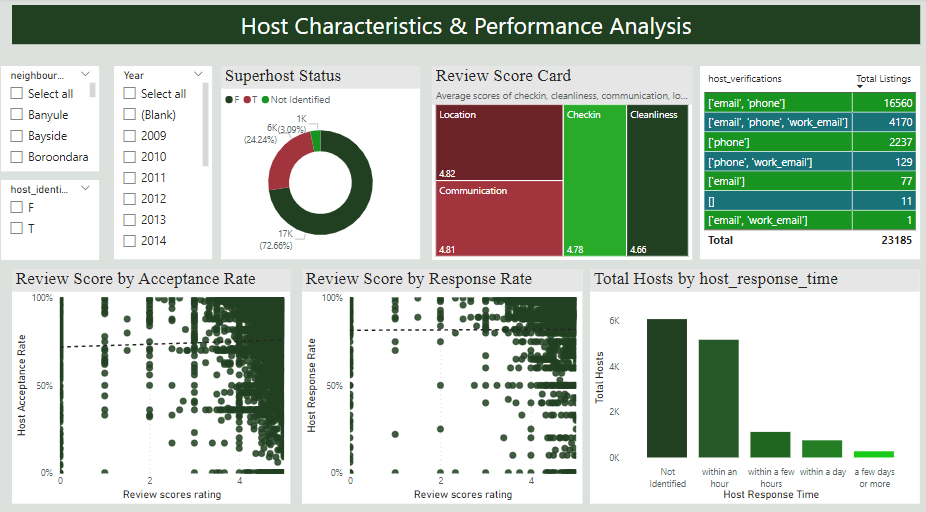 Host Characteristics & Performance Analysis
neighbour...
Select all
Banyule
Bayside
Boroondara
host_identi...
F
T
Year
Select all
(Blank)
2009
2010
2011
2012
2013
2014
Superhost Status
F T Not Identified
1K
(3.09%)
6K
(24.24%)
17K
(72.66%)
Review Score Card
Average scores of checkin, cleanliness, communication, lo...
Location
4.82
Communication
4.81
Checkin
4.78
Cleanliness
4.66
host_verifications Total Listings
['email', 'phone'] 16560
['email', 'phone', 'work_email'] 4170
['phone'] 2237
['phone', 'work_email'] 129
['email'] 77
[] 11
['email', 'work_email'] 1
Total 23185
Review Score by Acceptance Rate
Host Acceptance Rate
100%
50%
0%
0 2 4
Review scores rating
Review Score by Response Rate
Host Response Rate
100%
50%
0%
0 2 4
Review scores rating
Total Hosts by host_response_time
Total Hosts
6K
4K
2K
0K
Not Identified
within an hour
within a few hours
within a day
a few days or more
Host Response Time